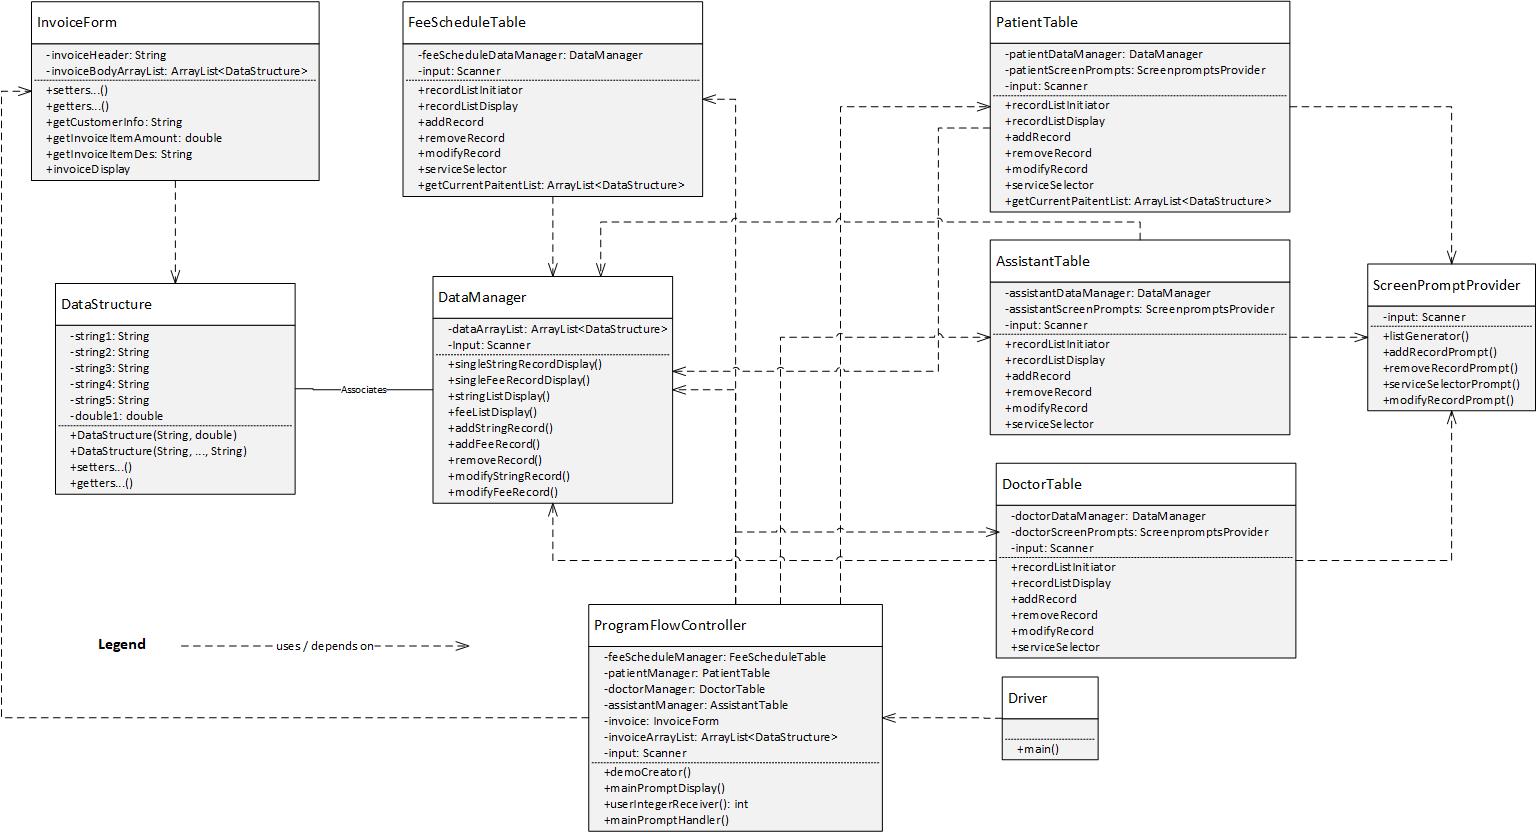 InvoiceForm
-invoiceHeader: String
-invoiceBodyArrayList: ArrayList<DataStructure>
+setters...()
+getters...()
+getCustomerInfo: String
+getInvoiceItemAmount: double
+getInvoiceItemDes: String
+invoiceDisplay
FeeScheduleTable
-feeScheduleDataManager: DataManager
-input: Scanner
+recordListInitiator
+recordListDisplay
+addRecord
+removeRecord
+modifyRecord
+serviceSelector
+getCurrentPaitentList: ArrayList<DataStructure>
PatientTable
-patientDataManager: DataManager
-patientScreenPrompts: ScreenpromptsProvider
-input: Scanner
+recordListInitiator
+recordListDisplay
+addRecord
+removeRecord
+modifyRecord
+serviceSelector
+getCurrentPaitentList: ArrayList<DataStructure>
DataStructure
-string1: String
-string2: String
-string3: String
-string4: String
-string5: String
-double1: double
+DataStructure(String, double)
+DataStructure(String, ..., String)
+setters...()
+getters...()
Associates
DataManager
-dataArrayList: ArrayList<DataStructure>
-Input: Scanner
+singleStringRecordDisplay()
+singleFeeRecordDisplay()
+stringListDisplay()
+feeListDisplay()
+addStringRecord()
+addFeeRecord()
+removeRecord()
+modifyStringRecord()
+modifyFeeRecord()
AssistantTable
-assistantDataManager: DataManager
-assistantScreenPrompts: ScreenpromptsProvider
-input: Scanner
+recordListInitiator
+recordListDisplay
+addRecord
+removeRecord
+modifyRecord
+serviceSelector
ScreenPromptProvider
-input: Scanner
+listGenerator()
+addRecordPrompt()
+removeRecordPrompt()
+serviceSelectorPrompt()
+modifyRecordPrompt()
DoctorTable
-doctorDataManager: DataManager
-doctorScreenPrompts: ScreenpromptsProvider
-input: Scanner
+recordListInitiator
+recordListDisplay
+addRecord
+removeRecord
+modifyRecord
+serviceSelector
Legend
uses / depends on
ProgramFlowController
-feeScheduleManager: FeeScheduleTable
-patientManager: PatientTable
-doctorManager: DoctorTable
-assistantManager: AssistantTable
-invoice: InvoiceForm
-invoiceArrayList: ArrayList<DataStructure>
-input: Scanner
+demoCreator()
+mainPromptDisplay()
+userIntegerReceiver(): int
+mainPromptHandler()
Driver
+main()